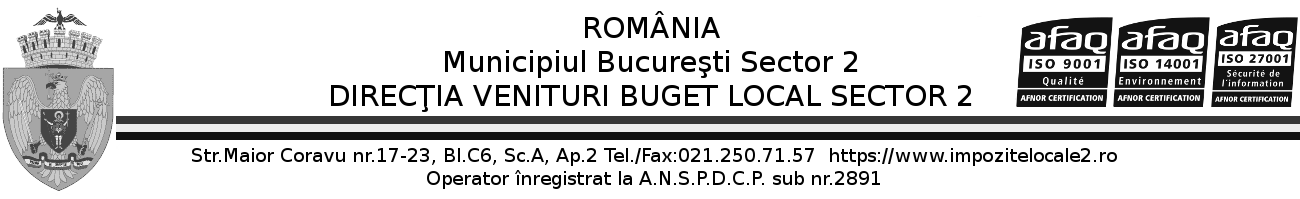 ROMÂNIA
Municipiul Bucureşti Sector 2
DIRECŢIA VENITURI BUGET LOCAL SECTOR 2
afaq
ISO 9001
Qualité
AFNOR CERTIFICATION
afaq
ISO 14001
Environnement
AFNOR CERTIFICATION
afaq
ISO 27001
Sécurité de
l'information
AFNOR CERTIFICATION
Str.Maior Coravu nr.17-23, Bl.C6, Sc.A, Ap.2 Tel./Fax:021.250.71.57  https://www.impozitelocale2.ro
Operator înregistrat la A.N.S.P.D.C.P. sub nr.2891